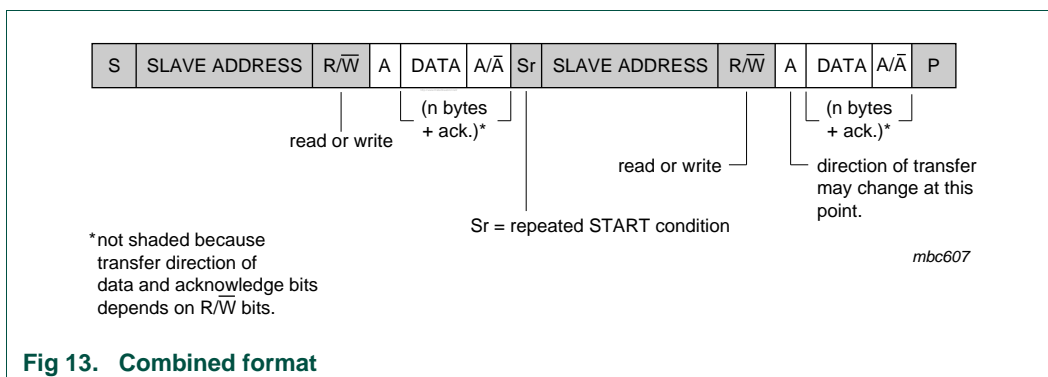 S SLAVE ADDRESS R/W̅ A DATA A/A̅ Sr SLAVE ADDRESS R/W̅ A DATA A/A̅ P
read or write
(n bytes
+ ack.)*
Sr = repeated START condition
read or write
(n bytes
+ ack.)*
direction of transfer
may change at this
point.
*not shaded because
transfer direction of
data and acknowledge bits
depends on R/W̅ bits.
mbc607
Fig 13. Combined format